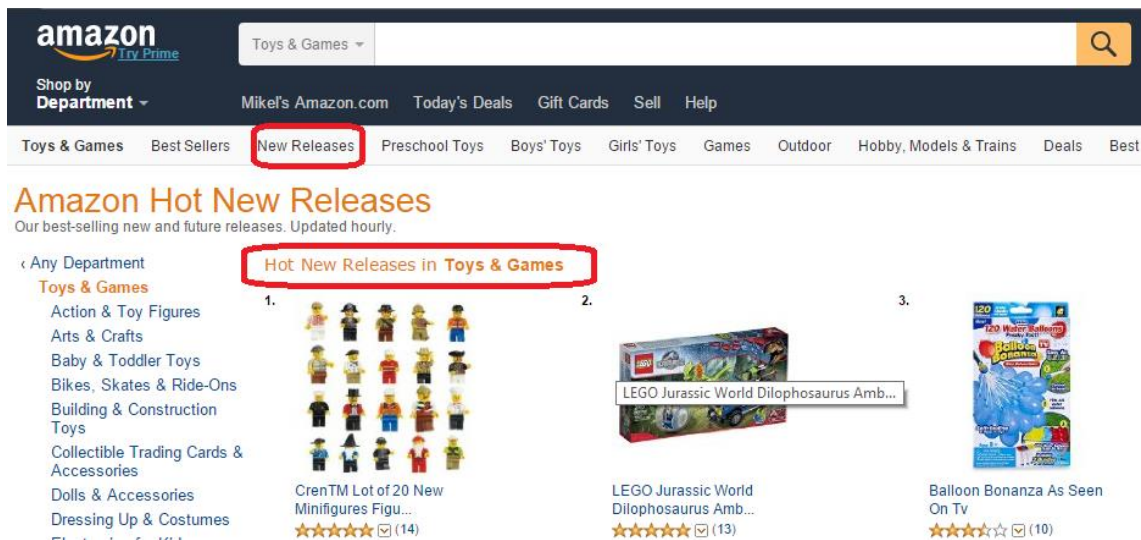 amazon
Try Prime
Toys & Games
Shop by
Department
Mikel's Amazon.com Today's Deals Gift Cards Sell Help
Toys & Games Best Sellers New Releases Preschool Toys Boys' Toys Girls' Toys Games Outdoor Hobby, Models & Trains Deals Best
Amazon Hot New Releases
Our best-selling new and future releases. Updated hourly.
‹ Any Department
Toys & Games
Action & Toy Figures
Arts & Crafts
Baby & Toddler Toys
Bikes, Skates & Ride-Ons
Building & Construction
Toys
Collectible Trading Cards &
Accessories
Dolls & Accessories
Dressing Up & Costumes
Hot New Releases in Toys & Games
1.
CrenTM Lot of 20 New
Minifigures Figu...
(14)
2.
LEGO
LEGO Jurassic World Dilophosaurus Amb...
LEGO Jurassic World
Dilophosaurus Amb...
(13)
3.
120
120 Water Balloons
Balloon
Bonanza
Balloon Bonanza As Seen
On Tv
(10)